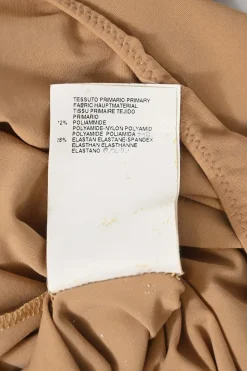 TESSUTO PRIMARIO PRIMARY
FABRIC HAUPTMATERIAL
TISSU PRIMAIRE TEJIDO
PRIMARIO
72% POLIAMMIDE
POLYAMIDE-NYLON POLYAMID
POLYAMIDE POLIAMIDA
28% ELASTAN ELASTANE-SPANDEX
ELASTHAN ELASTHANNE
ELASTANO